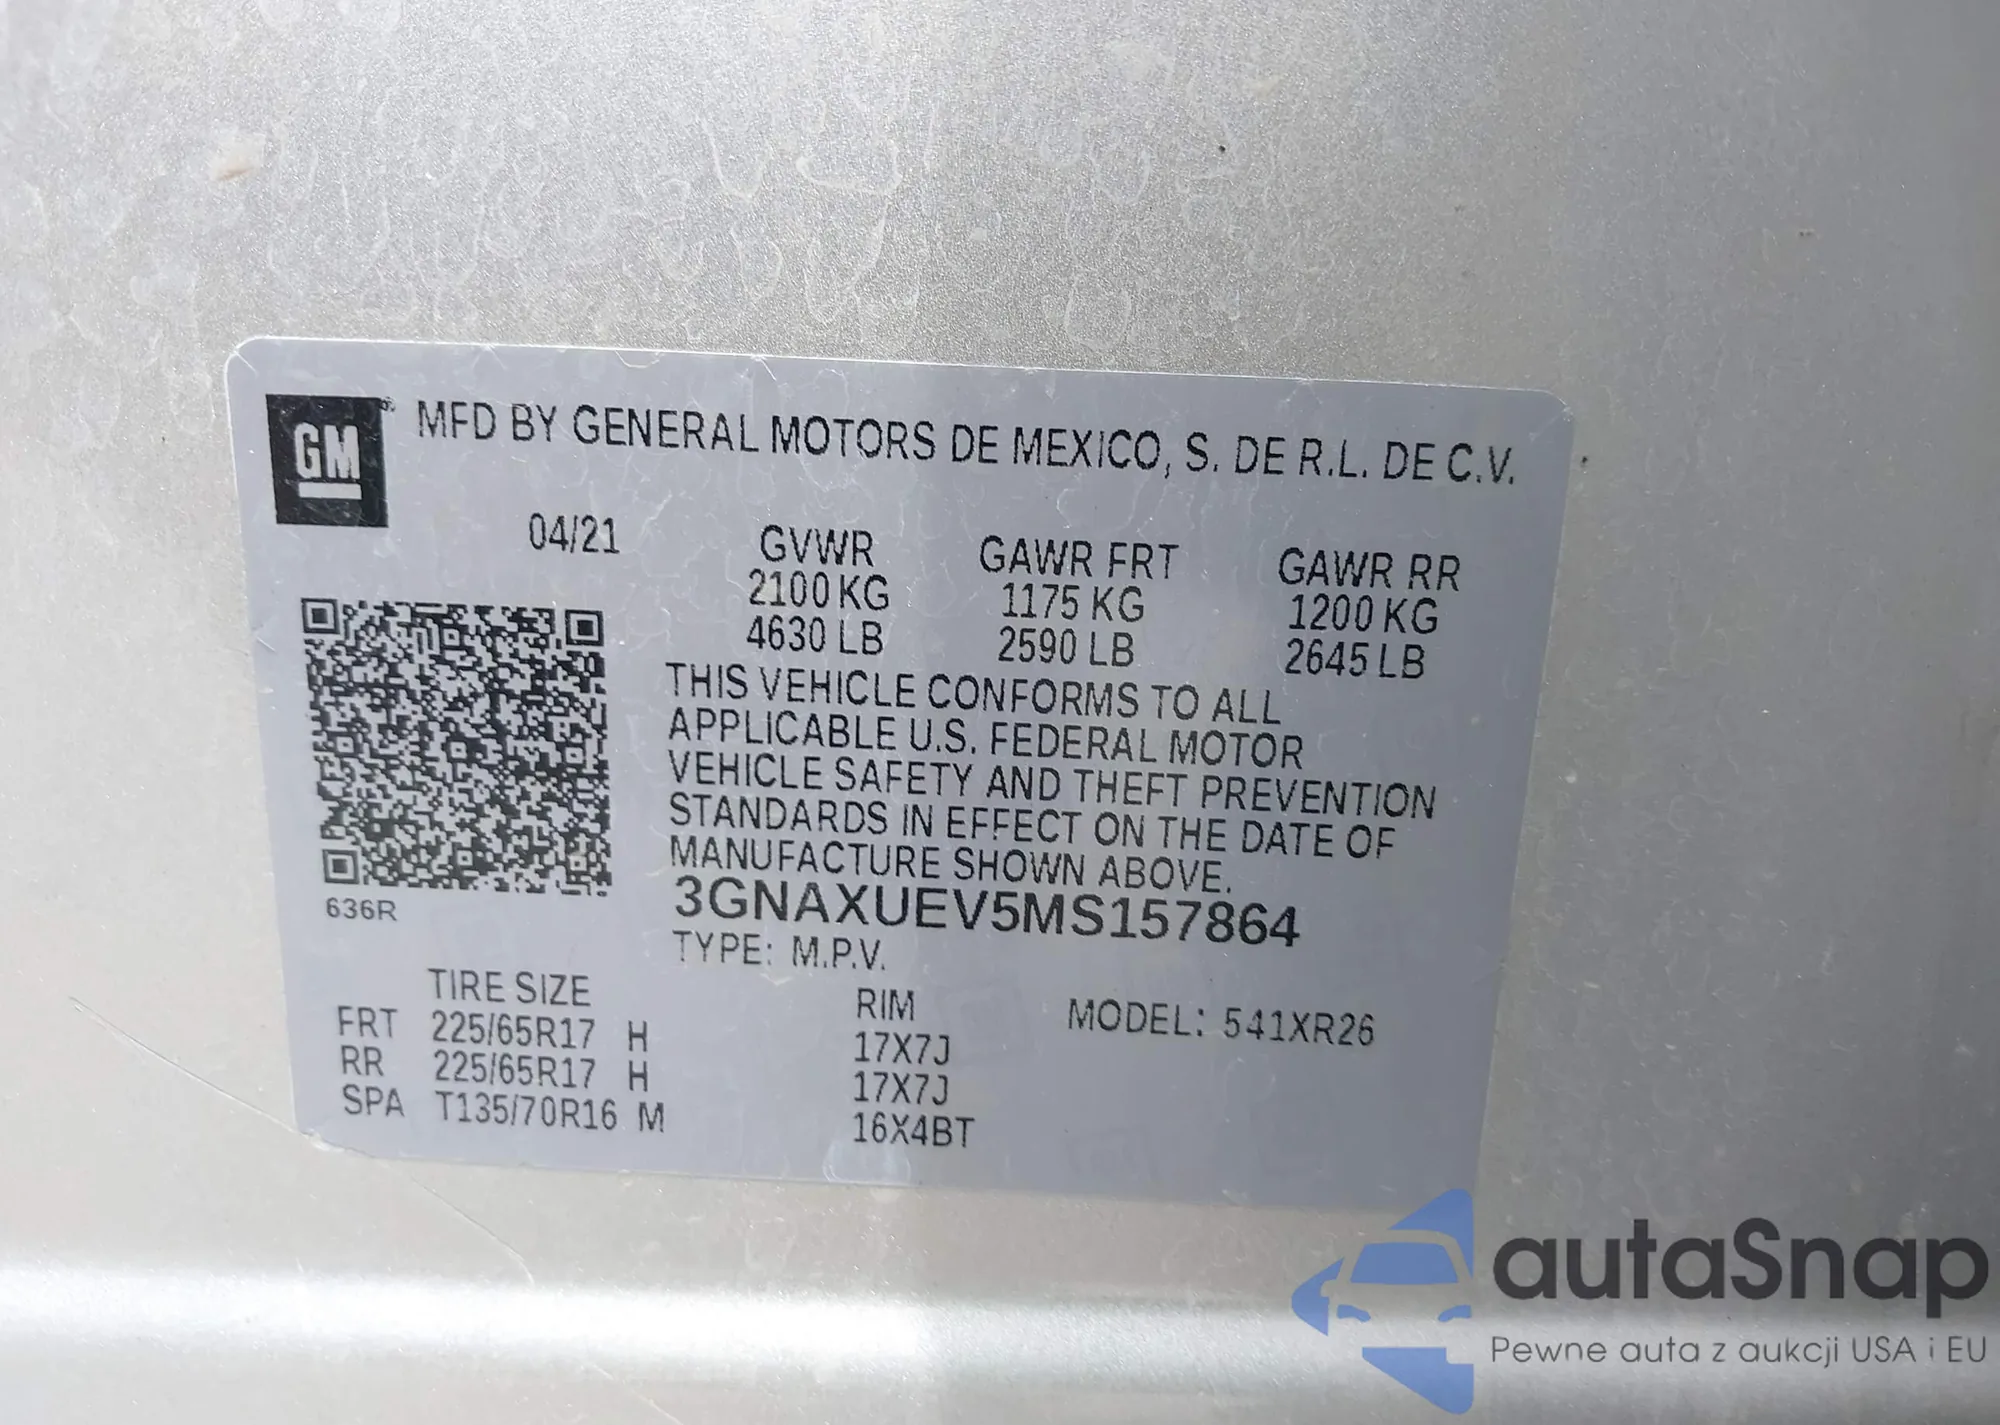 GM
MFD BY GENERAL MOTORS DE MEXICO, S. DE R.L. DE C.V.
04/21
GVWR GAWR FRT GAWR RR
2100 KG 1175 KG 1200 KG
4630 LB 2590 LB 2645 LB
THIS VEHICLE CONFORMS TO ALL
APPLICABLE U.S. FEDERAL MOTOR
VEHICLE SAFETY AND THEFT PREVENTION
STANDARDS IN EFFECT ON THE DATE OF
MANUFACTURE SHOWN ABOVE.
3GNAXUEV5MS157864
636R
TYPE: M.P.V.
TIRE SIZE RIM MODEL: 541XR26
FRT 225/65R17 H 17X7J
RR 225/65R17 H 17X7J
SPA T135/70R16 M 16X4BT
autaSnap
Pewne auta z aukcji USA i EU